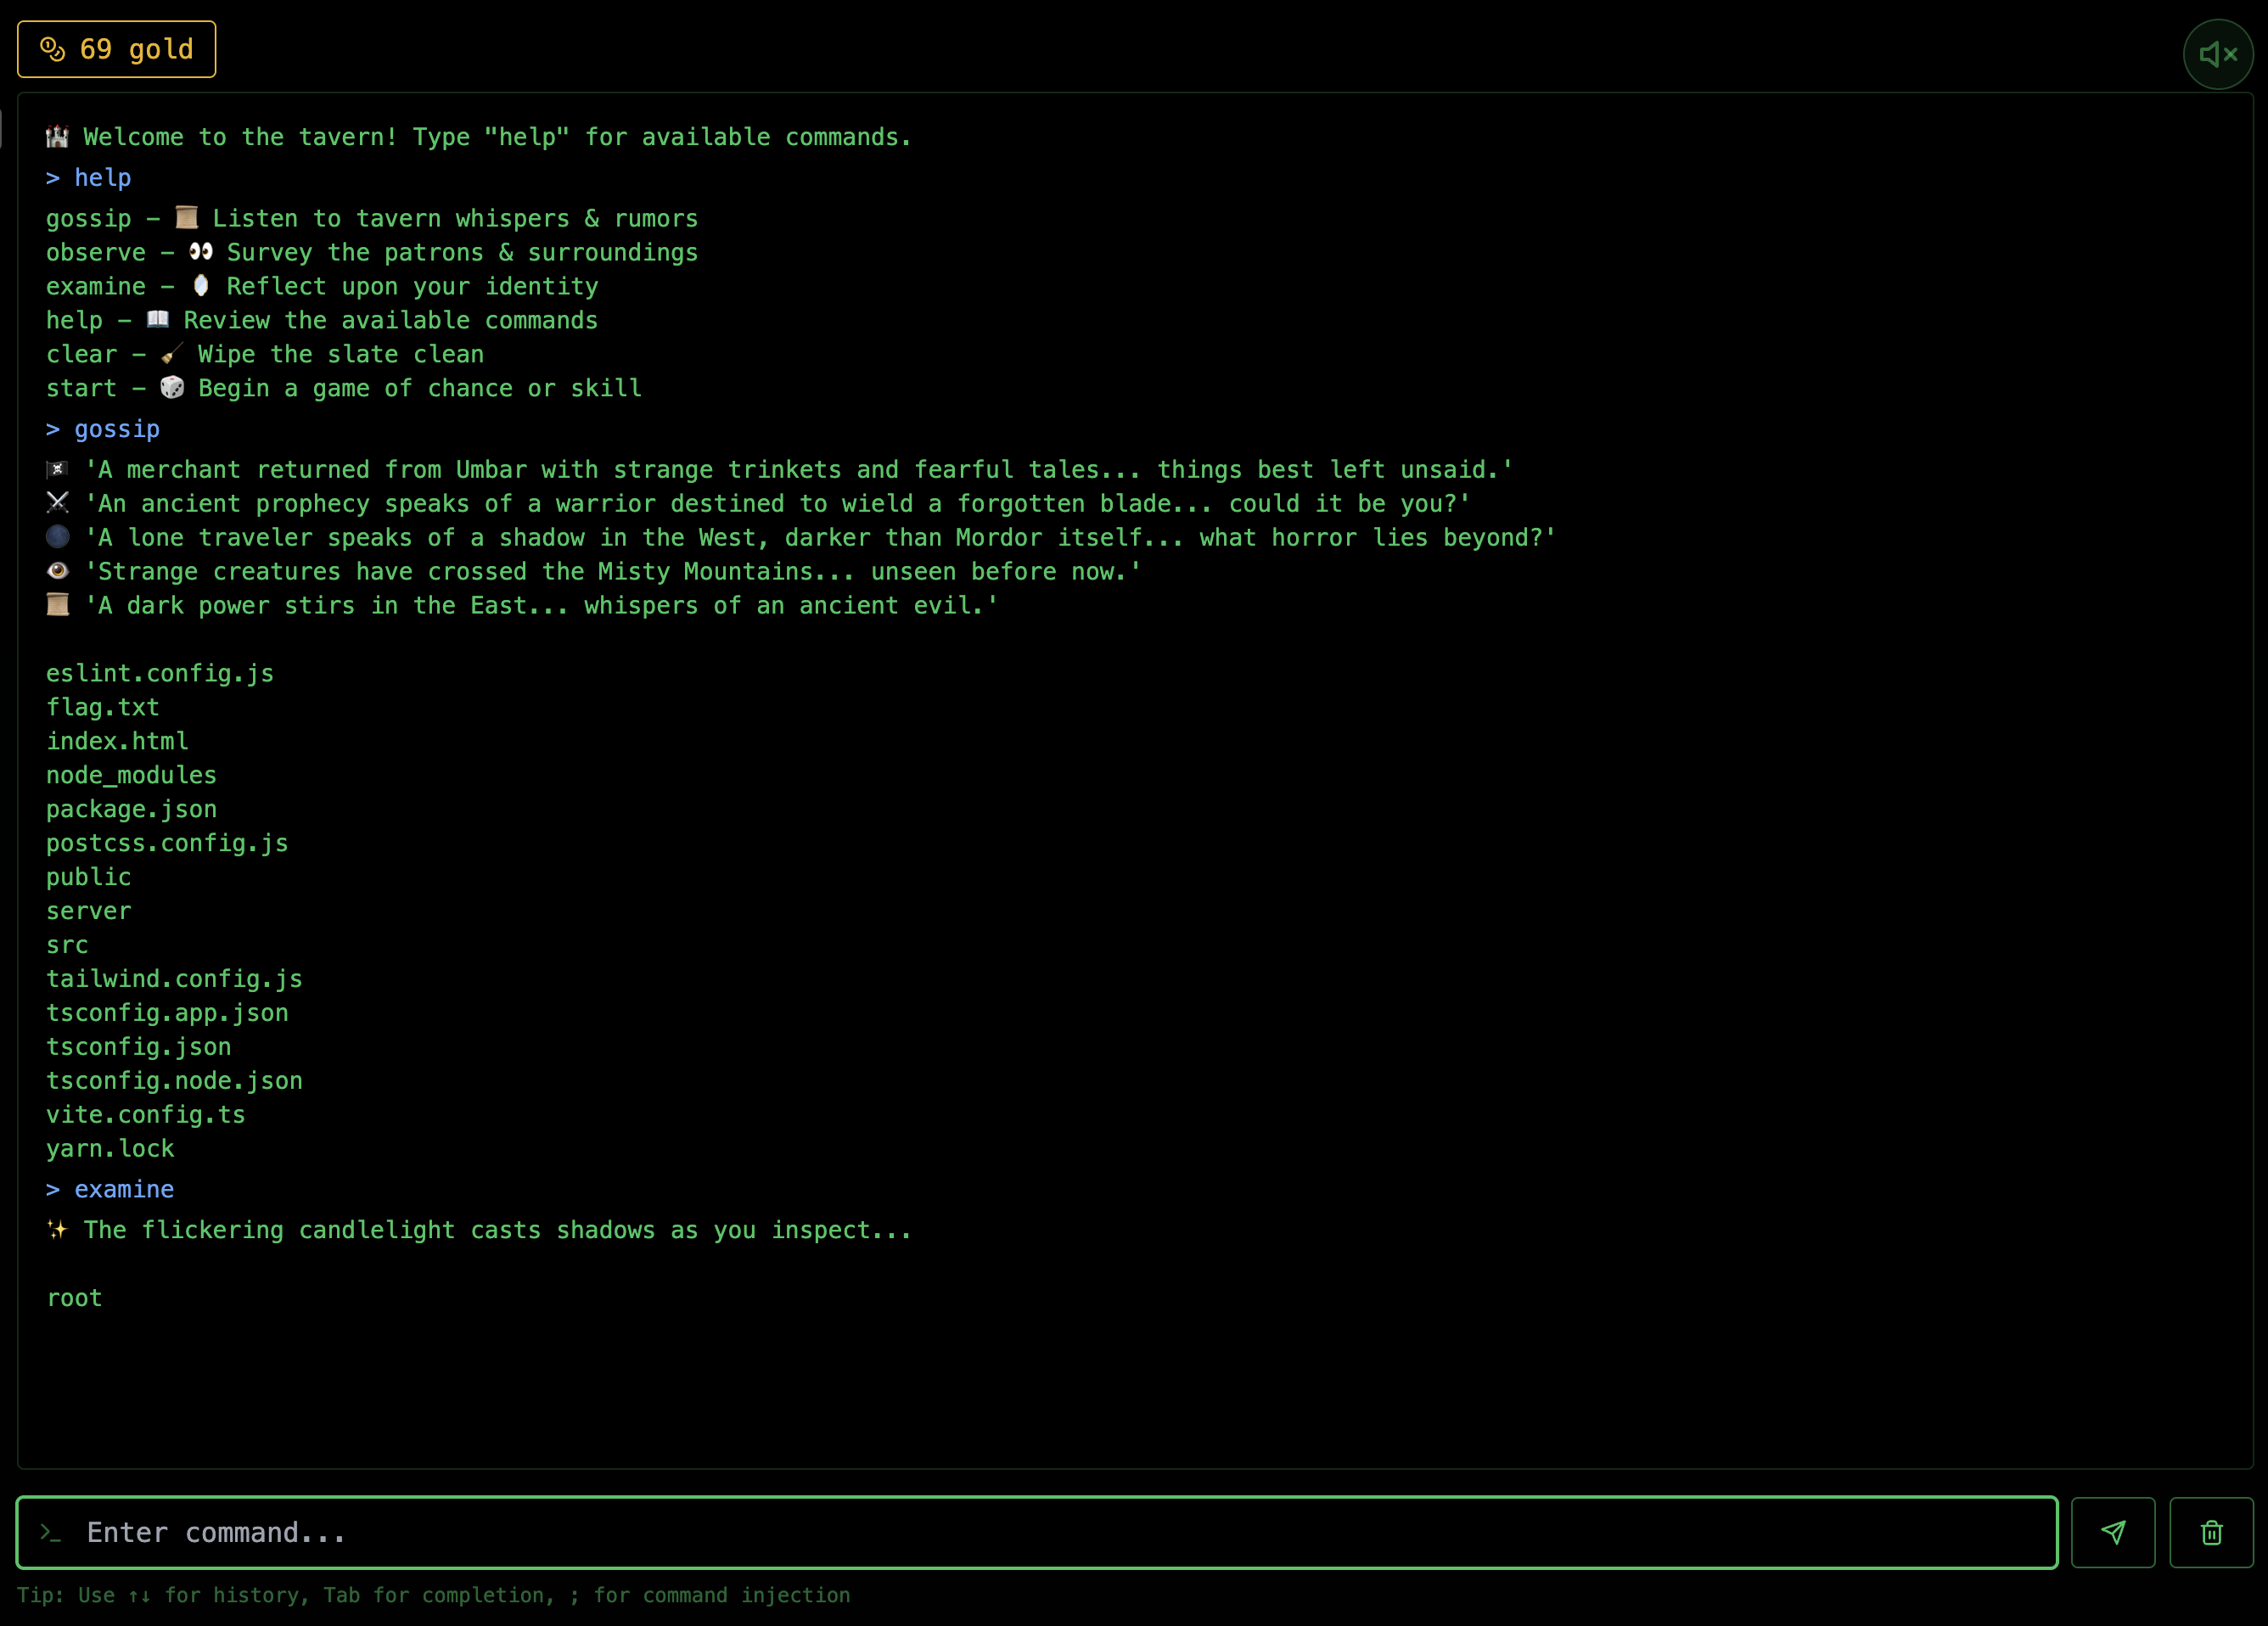 69 gold
🏰 Welcome to the tavern! Type "help" for available commands.
> help
gossip – 📜 Listen to tavern whispers & rumors
observe – 👀 Survey the patrons & surroundings
examine – 🪞 Reflect upon your identity
help – 📖 Review the available commands
clear – 🧹 Wipe the slate clean
start – 🎲 Begin a game of chance or skill
> gossip
🏴‍☠️ 'A merchant returned from Umbar with strange trinkets and fearful tales... things best left unsaid.'
⚔️ 'An ancient prophecy speaks of a warrior destined to wield a forgotten blade... could it be you?'
🌑 'A lone traveler speaks of a shadow in the West, darker than Mordor itself... what horror lies beyond?'
👁️ 'Strange creatures have crossed the Misty Mountains... unseen before now.'
📜 'A dark power stirs in the East... whispers of an ancient evil.'
eslint.config.js
flag.txt
index.html
node_modules
package.json
postcss.config.js
public
server
src
tailwind.config.js
tsconfig.app.json
tsconfig.json
tsconfig.node.json
vite.config.ts
yarn.lock
> examine
✨ The flickering candlelight casts shadows as you inspect...
root
>_ Enter command...
Tip: Use ↑↓ for history, Tab for completion, ; for command injection